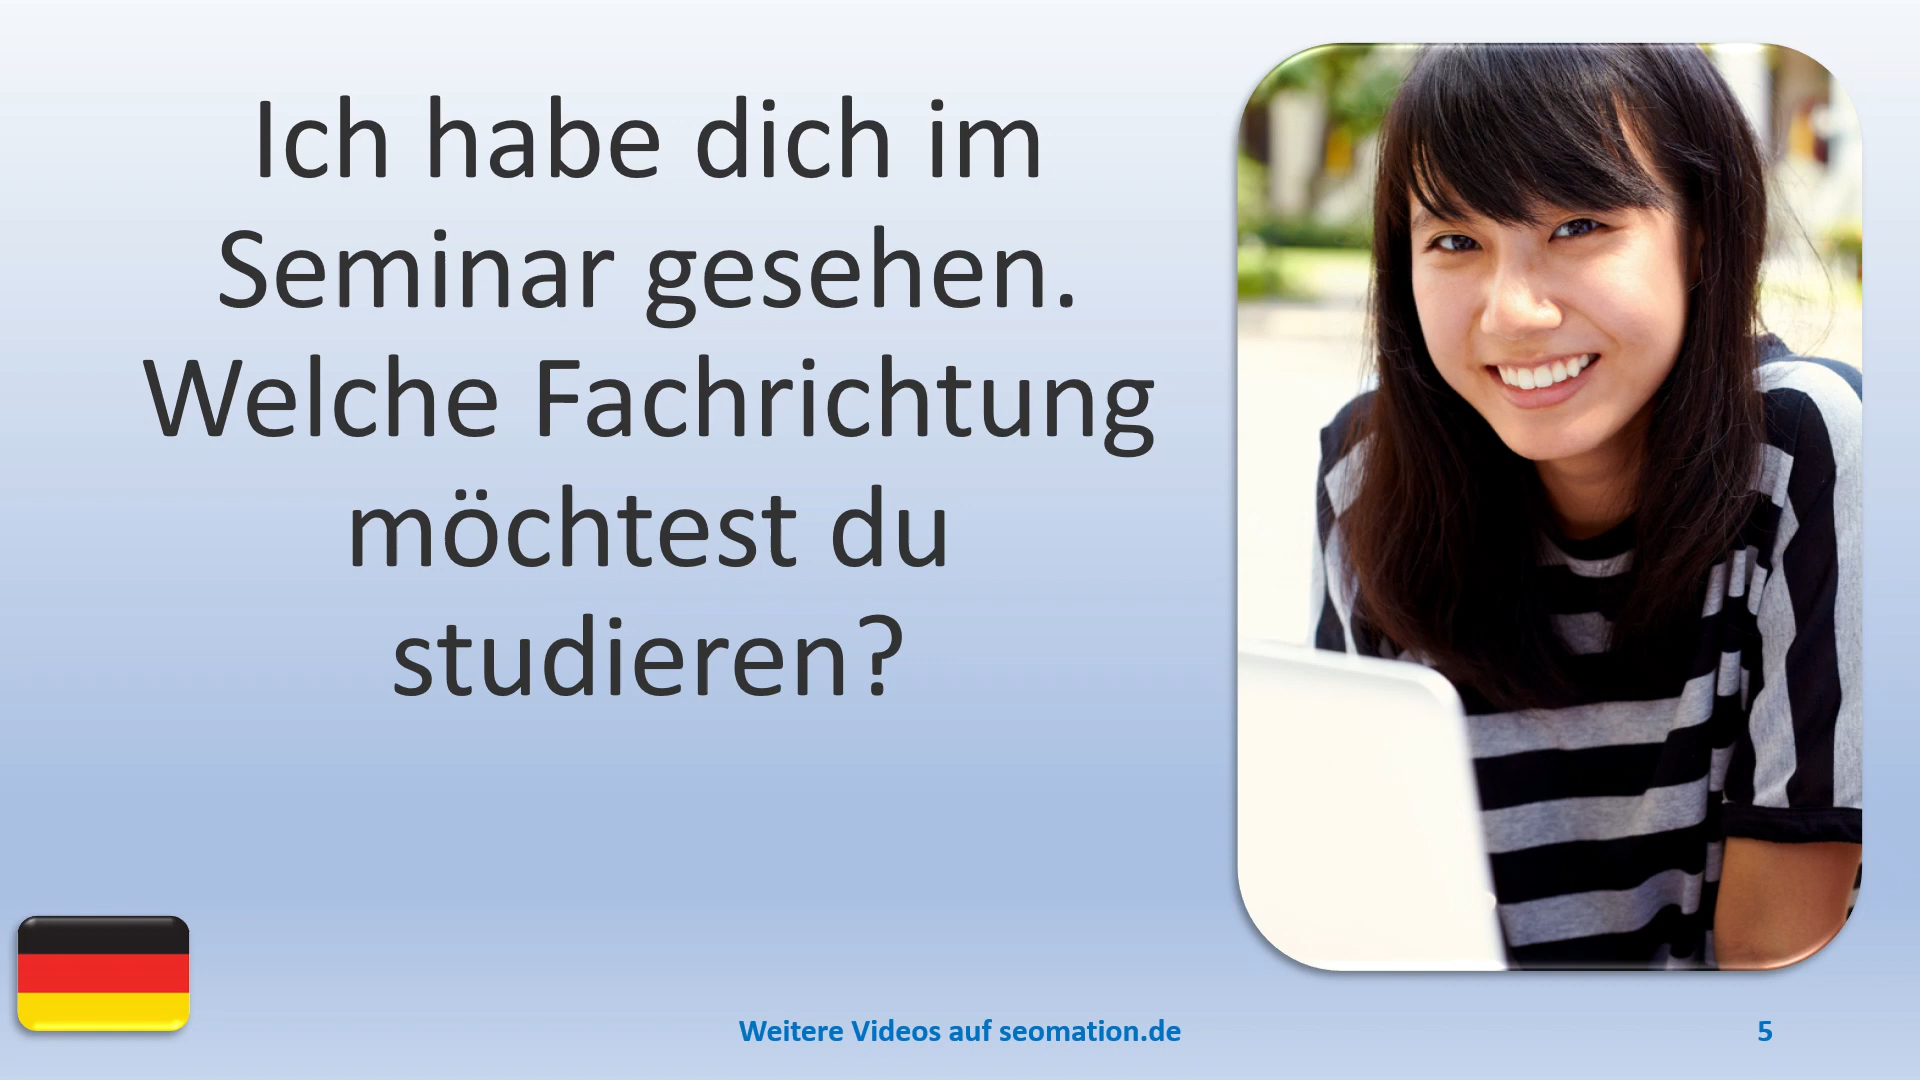 Ich habe dich im
Seminar gesehen.
Welche Fachrichtung
möchtest du
studieren?
Weitere Videos auf seomation.de
5